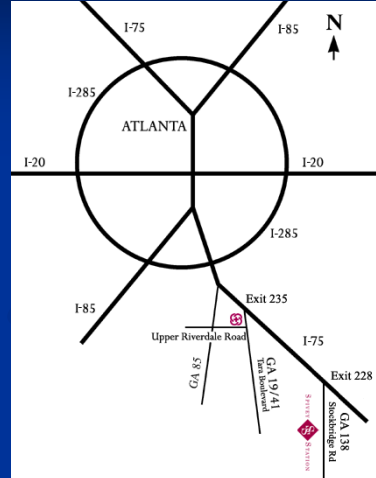 I-75
I-85
N
I-285
ATLANTA
I-20
I-20
I-285
I-85
Exit 235
Upper Riverdale Road
I-75
GA 85
GA 19/41
Tara Boulevard
Exit 228
GA 138
Stockbridge Rd
SPIVEY
STATION